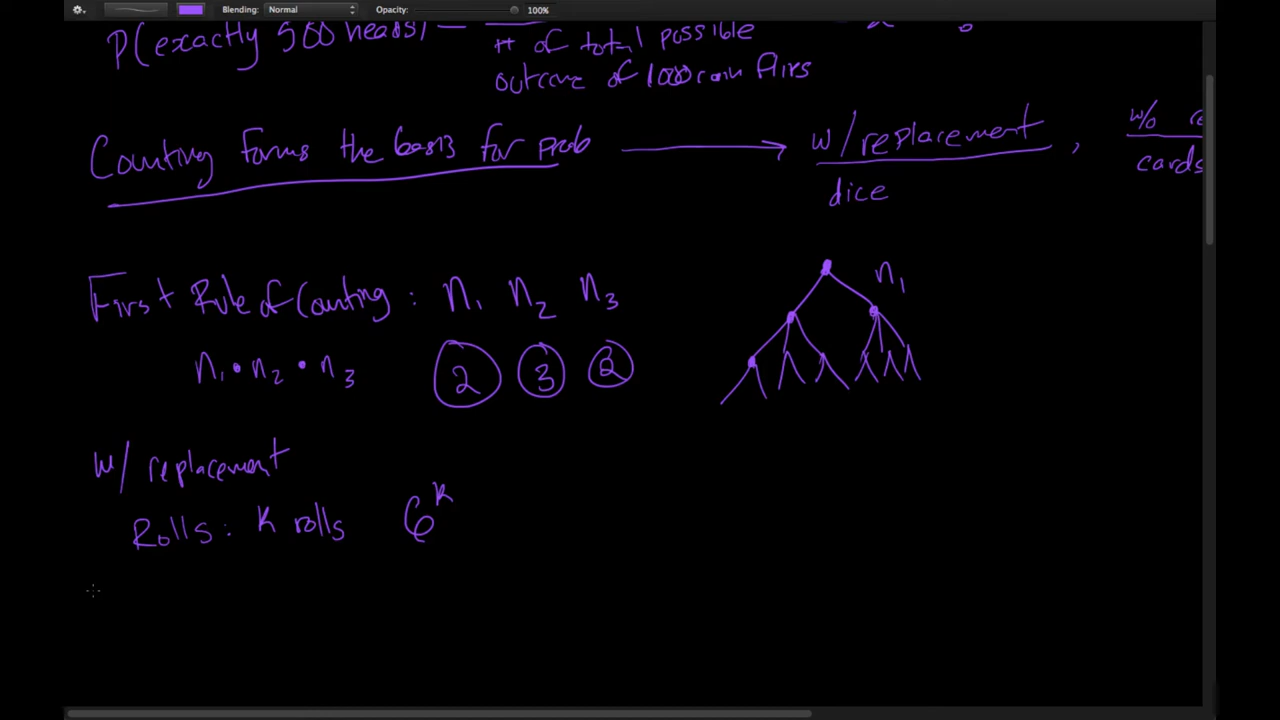 Blending: Normal Opacity: 100%
P(exactly 500 heads) =
# of total possible
outcome of 1000 coin flips
Counting forms the basis for prob
w/ replacement , w/o
dice cards
First Rule of Counting : n1 n2 n3
n1
n1 • n2 • n3 2 3 2
w/ replacement
Rolls: K rolls 6^k